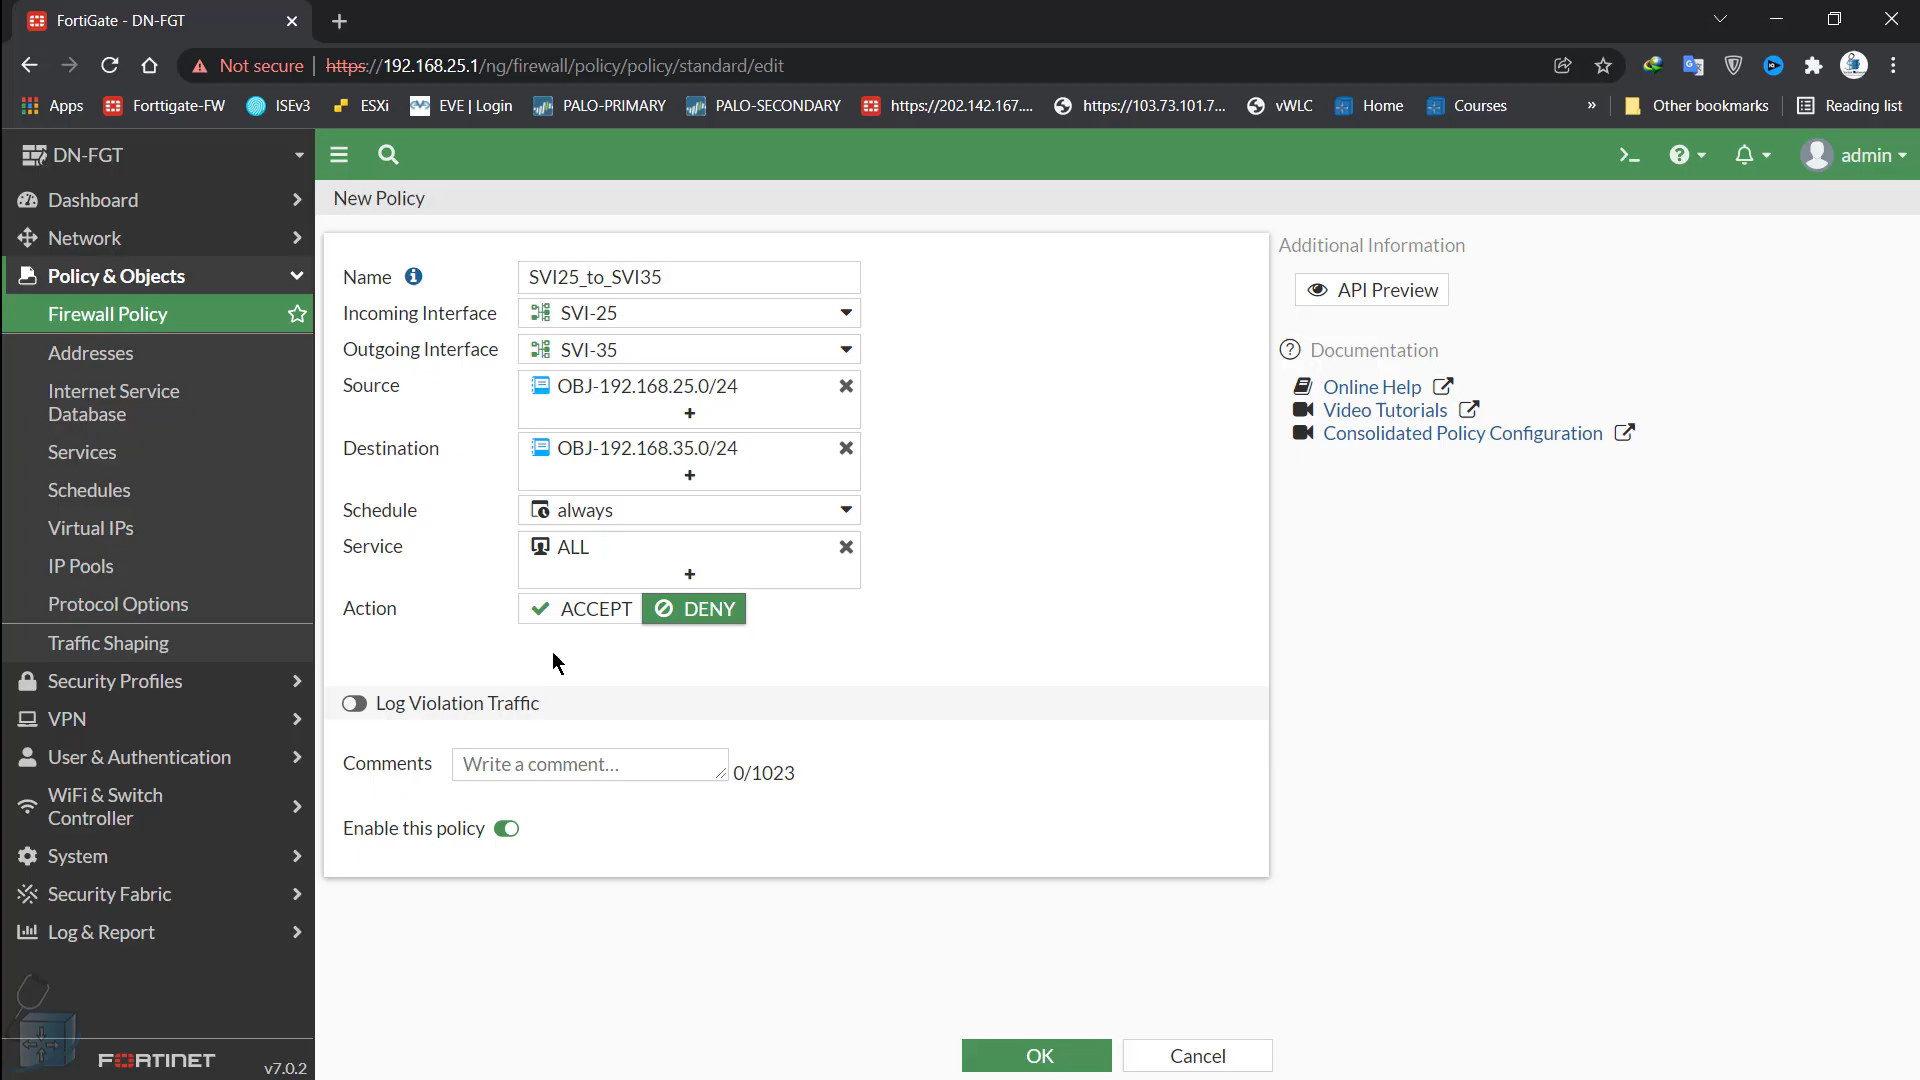 FortiGate - DN-FGT
Not secure | https://192.168.25.1/ng/firewall/policy/policy/standard/edit
Apps Forttigate-FW ISEv3 ESXi EVE | Login PALO-PRIMARY PALO-SECONDARY https://202.142.167.... https://103.73.101.7... vWLC Home Courses » Other bookmarks Reading list
DN-FGT
admin
Dashboard
Network
Policy & Objects
Firewall Policy
Addresses
Internet Service
Database
Services
Schedules
Virtual IPs
IP Pools
Protocol Options
Traffic Shaping
Security Profiles
VPN
User & Authentication
WiFi & Switch
Controller
System
Security Fabric
Log & Report
FORTINET v7.0.2
New Policy
Name SVI25_to_SVI35
Incoming Interface SVI-25
Outgoing Interface SVI-35
Source OBJ-192.168.25.0/24
+
Destination OBJ-192.168.35.0/24
+
Schedule always
Service ALL
+
Action ACCEPT DENY
Log Violation Traffic
Comments Write a comment... 0/1023
Enable this policy
Additional Information
API Preview
Documentation
Online Help
Video Tutorials
Consolidated Policy Configuration
OK Cancel